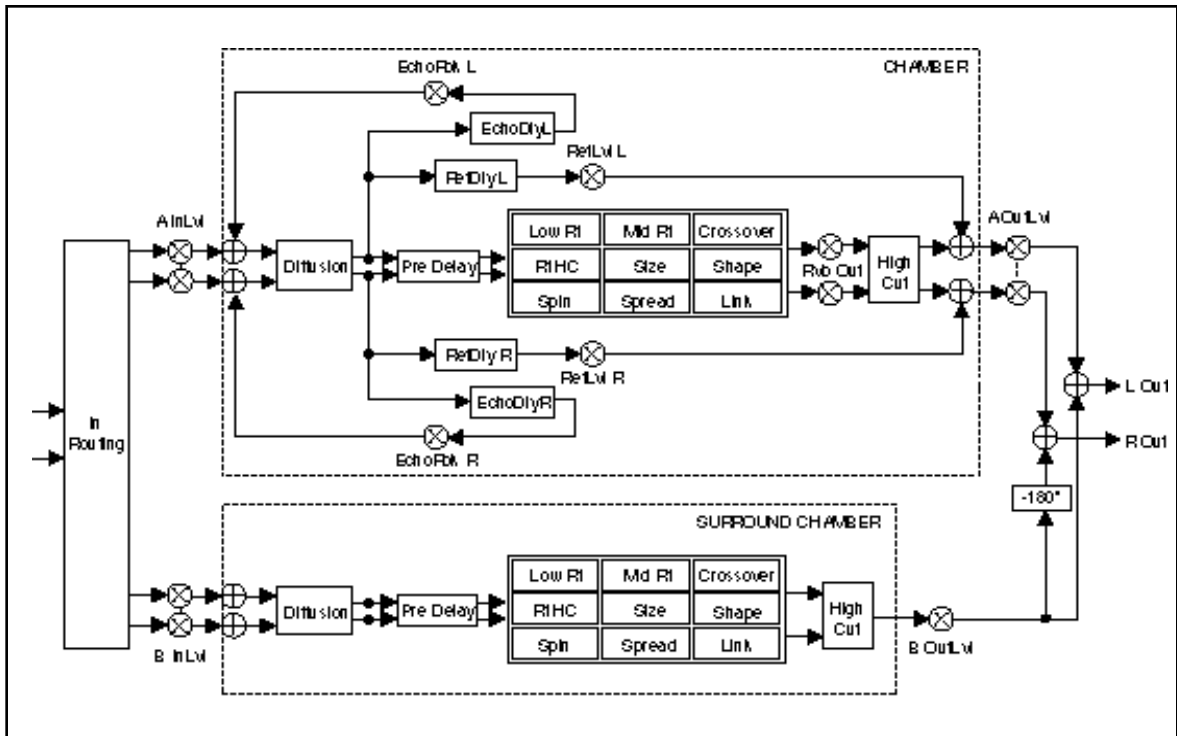 CHAMBER
EchoFbk L
EchoDlyL
RefLvl L
RefDlyL
A InLvl
AOutLvl
Low Rt
Mid Rt
Crossover
Diffusion
Pre Delay
RtHC
Size
Shape
Rvb Out
High
Cut
Spin
Spread
Link
RefDly R
RefLvl R
EchoDlyR
EchoFbk R
In
Routing
L Out
R Out
-180°
SURROUND CHAMBER
Low Rt
Mid Rt
Crossover
Diffusion
Pre Delay
RtHC
Size
Shape
High
Cut
Spin
Spread
Link
B InLvl
B OutLvl